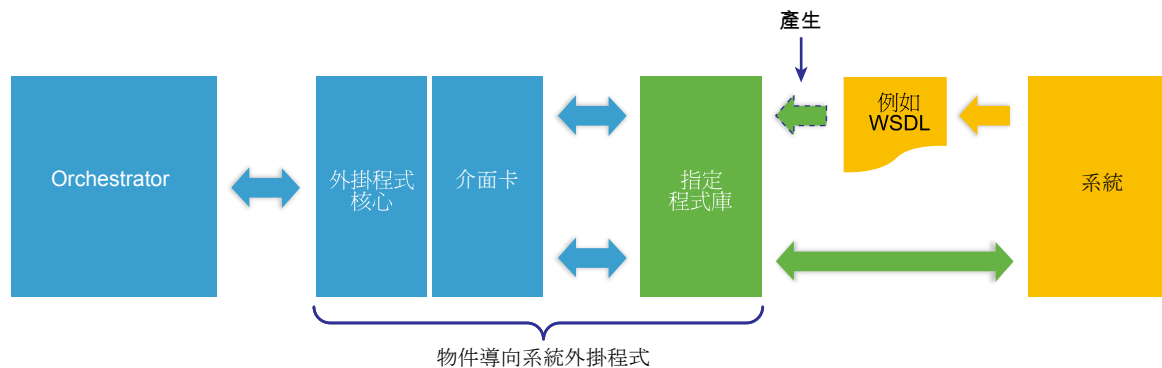 產生
Orchestrator
外掛程式
核心
介面卡
指定
程式庫
例如
WSDL
系統
物件導向系統外掛程式